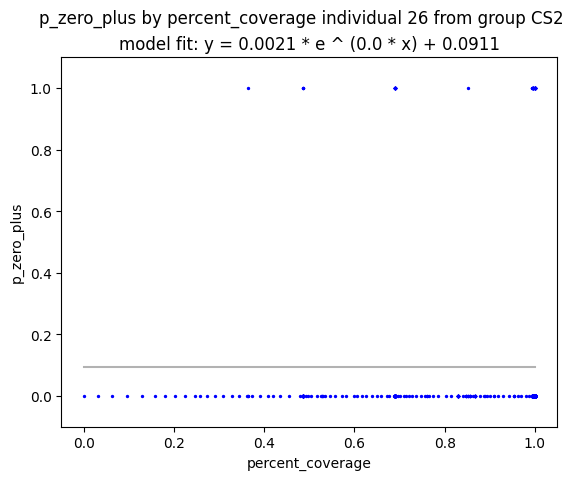 p_zero_plus by percent_coverage individual 26 from group CS2
model fit: y = 0.0021 * e ^ (0.0 * x) + 0.0911
1.0
0.8
0.6
0.4
0.2
0.0
p_zero_plus
0.0 0.2 0.4 0.6 0.8 1.0
percent_coverage